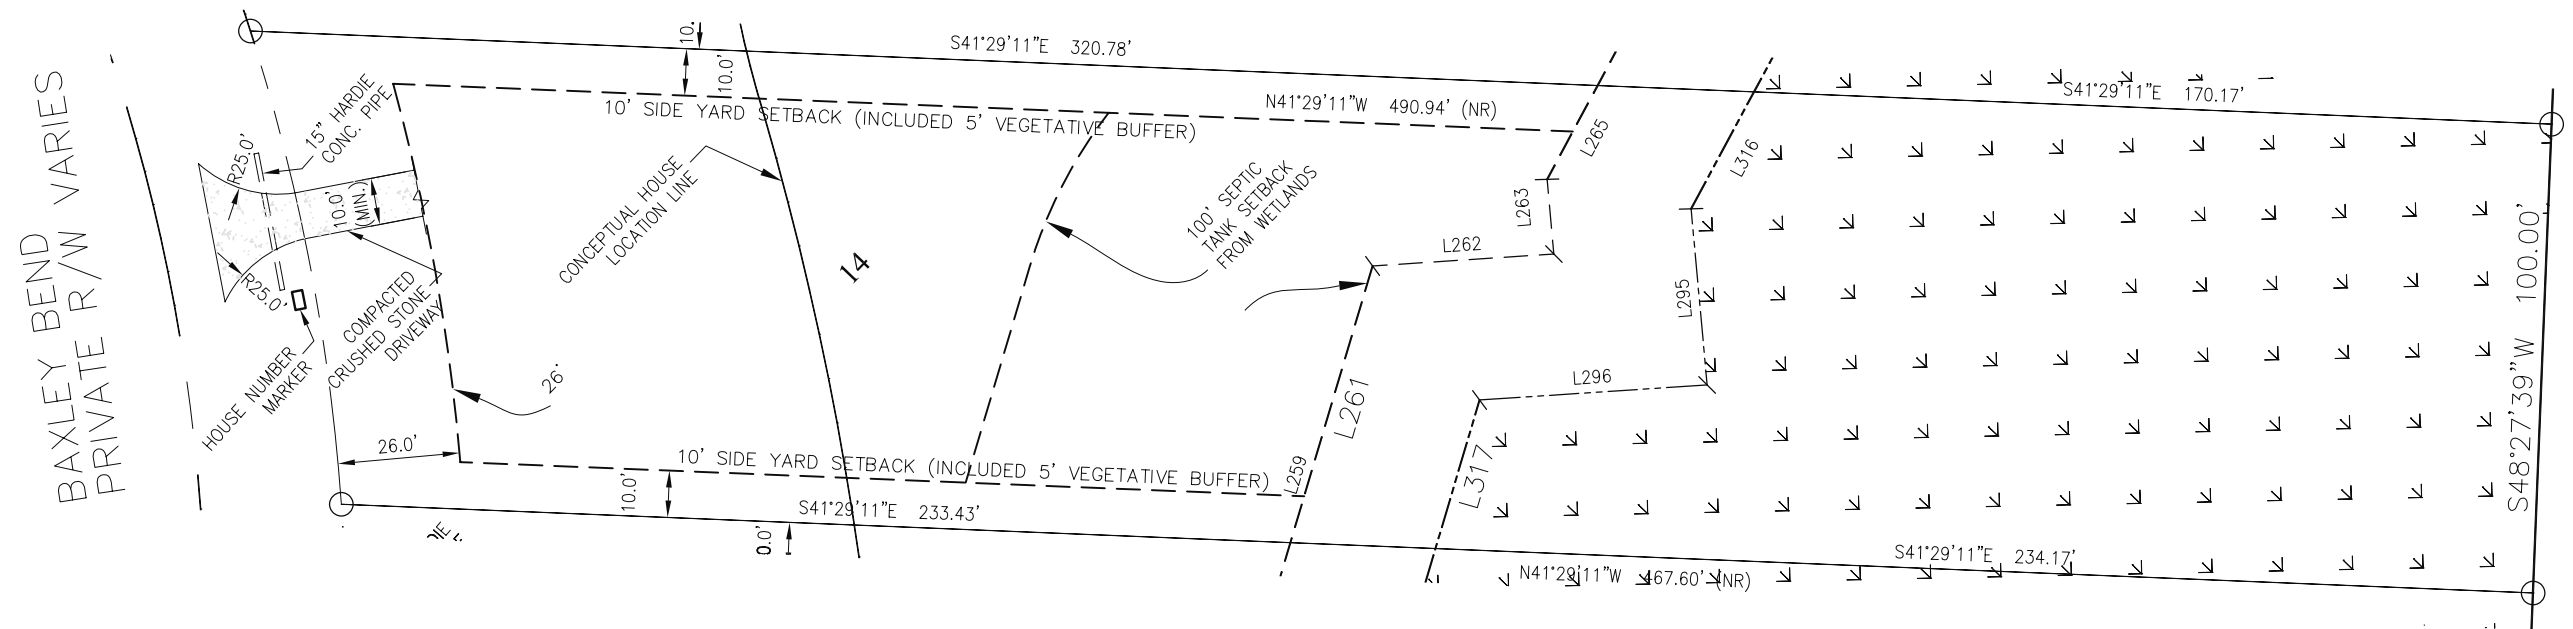 BAXLEY BEND
PRIVATE R/W VARIES
R25.0'
15" HARDIE
CONC. PIPE
10.0'
(MIN.)
R25.0'
HOUSE NUMBER
MARKER
COMPACTED
CRUSHED STONE
DRIVEWAY
26.0'
26'
10.
10.0'
S41°29'11"E 320.78'
10' SIDE YARD SETBACK (INCLUDED 5' VEGETATIVE BUFFER)
N41°29'11"W 490.94' (NR)
S41°29'11"E 170.17'
CONCEPTUAL HOUSE
LOCATION LINE
14
100' SEPTIC
TANK SETBACK
FROM WETLANDS
L265
L263
L262
L261
L259
L316
L295
L296
L317
10' SIDE YARD SETBACK (INCLUDED 5' VEGETATIVE BUFFER)
10.0'
S41°29'11"E 233.43'
0.0'
S41°29'11"E 234.17'
N41°29'11"W 467.60' (NR)
S48°27'39"W 100.00'